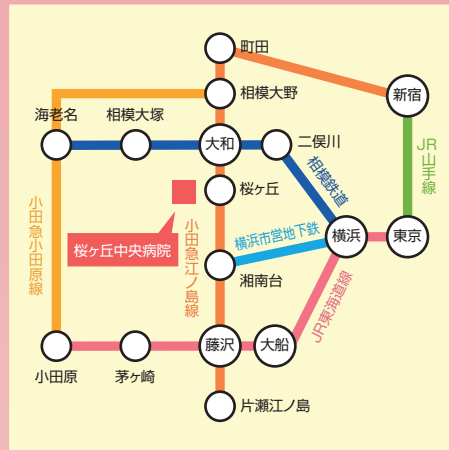 町田
相模大野
新宿
海老名
相模大塚
大和
二俣川
JR山手線
桜ヶ丘
相模鉄道
小田急小田原線
桜ヶ丘中央病院
小田急江ノ島線
横浜市営地下鉄
横浜
東京
湘南台
JR東海道線
小田原
茅ヶ崎
藤沢
大船
片瀬江ノ島